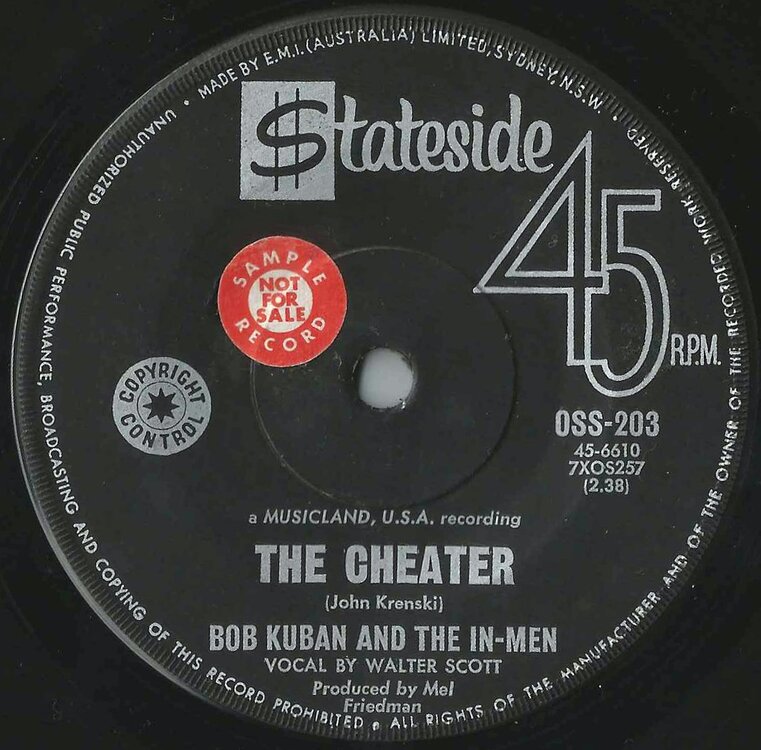 MADE BY E.M.I. (AUSTRALIA) LIMITED, SYDNEY, N.S.W. • UNAUTHORIZED PUBLIC PERFORMANCE, BROADCASTING AND COPYING OF THIS RECORD PROHIBITED • ALL RIGHTS OF THE MANUFACTURER AND OF THE OWNER OF THE RECORDED WORK RESERVED •
$tateside
45 R.P.M.
SAMPLE
NOT
FOR
SALE
RECORD
COPYRIGHT
CONTROL
OSS-203
45-6610
7XOS257
(2.38)
a MUSICLAND, U.S.A. recording
THE CHEATER
(John Krenski)
BOB KUBAN AND THE IN-MEN
VOCAL BY WALTER SCOTT
Produced by Mel
Friedman